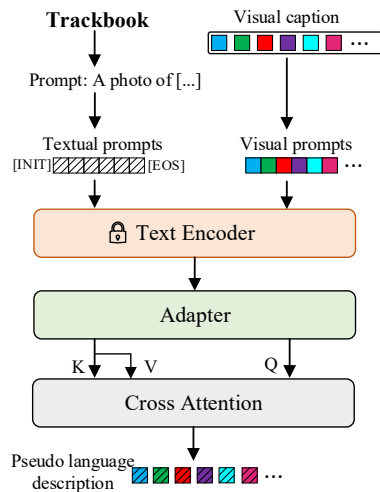 Trackbook
Visual caption
...
Prompt: A photo of [...]
Textual prompts
Visual prompts
[INIT]
[EOS]
...
Text Encoder
Adapter
K
V
Q
Cross Attention
Pseudo language
description
...